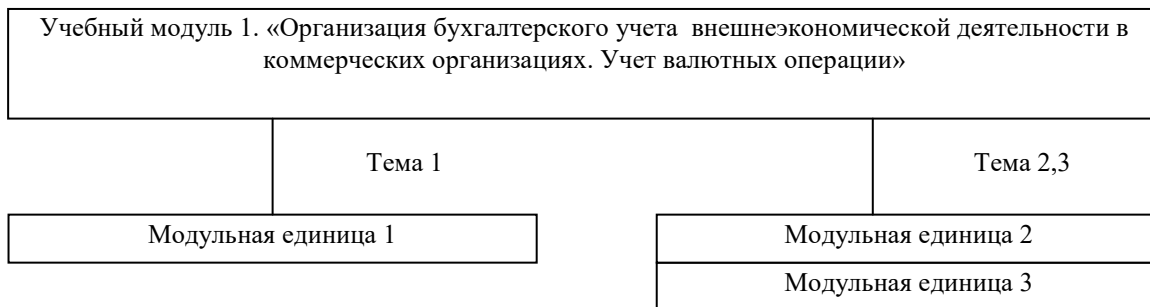 Учебный модуль 1. «Организация бухгалтерского учета внешнеэкономической деятельности в
коммерческих организациях. Учет валютных операции»
Тема 1
Тема 2,3
Модульная единица 1
Модульная единица 2
Модульная единица 3